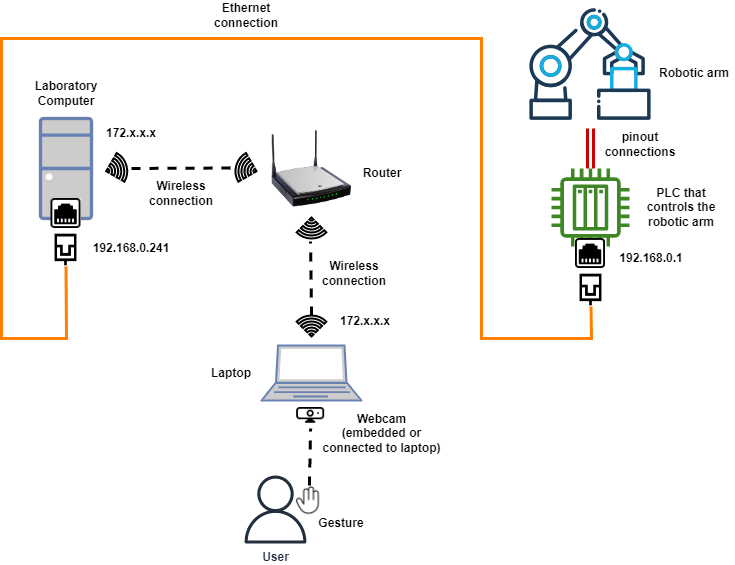 Ethernet
connection
Robotic arm
Laboratory
Computer
172.x.x.x
pinout
connections
Wireless
connection
Router
PLC that
controls the
robotic arm
192.168.0.241
192.168.0.1
Wireless
connection
172.x.x.x
Laptop
Webcam
(embedded or
connected to laptop)
Gesture
User